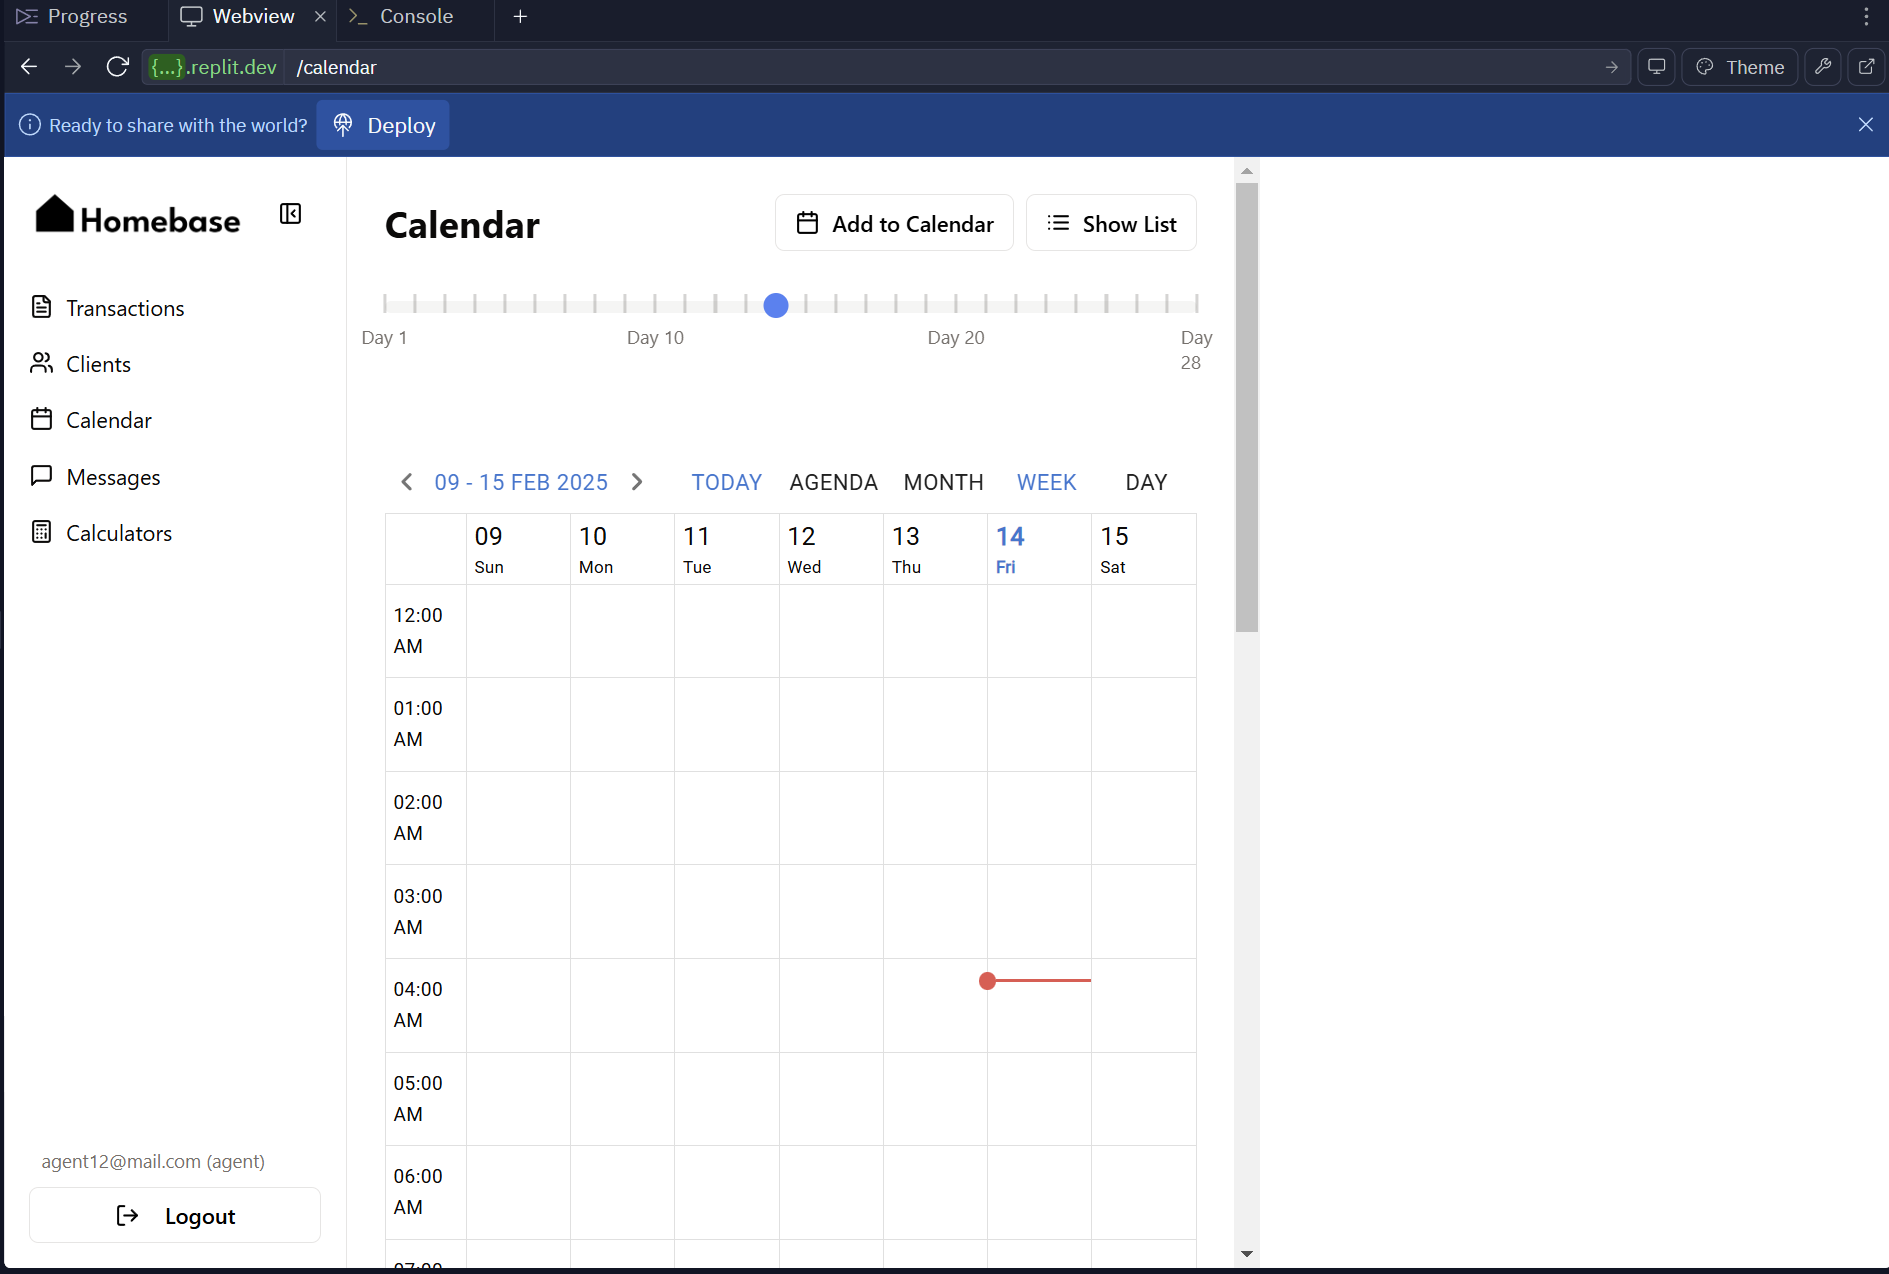 Progress
Webview
Console
{...}.replit.dev /calendar
Theme
Ready to share with the world?
Deploy
Homebase
Transactions
Clients
Calendar
Messages
Calculators
agent12@mail.com (agent)
Logout
Calendar
Add to Calendar
Show List
Day 1
Day 10
Day 20
Day
28
09 - 15 FEB 2025
TODAY
AGENDA
MONTH
WEEK
DAY
09
Sun
10
Mon
11
Tue
12
Wed
13
Thu
14
Fri
15
Sat
12:00
AM
01:00
AM
02:00
AM
03:00
AM
04:00
AM
05:00
AM
06:00
AM
07:00